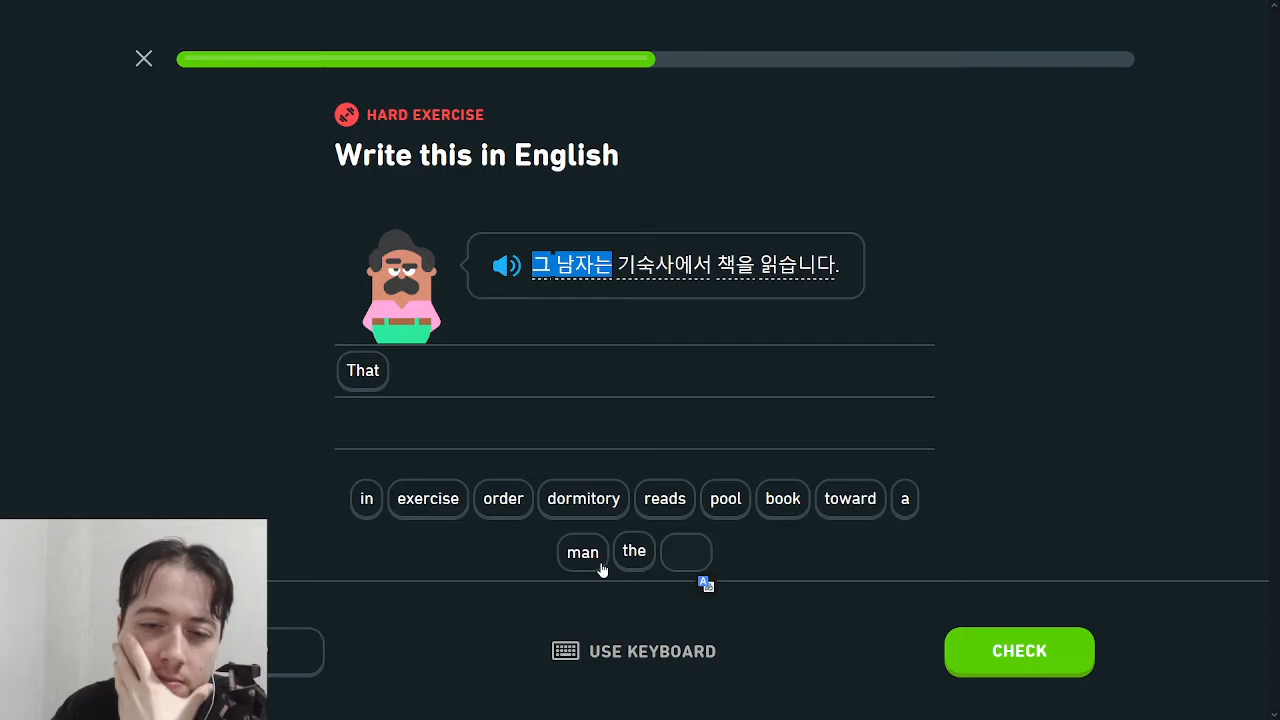 HARD EXERCISE
Write this in English
그 남자는 기숙사에서 책을 읽습니다.
That
in exercise order dormitory reads pool book toward a
man the
USE KEYBOARD
CHECK